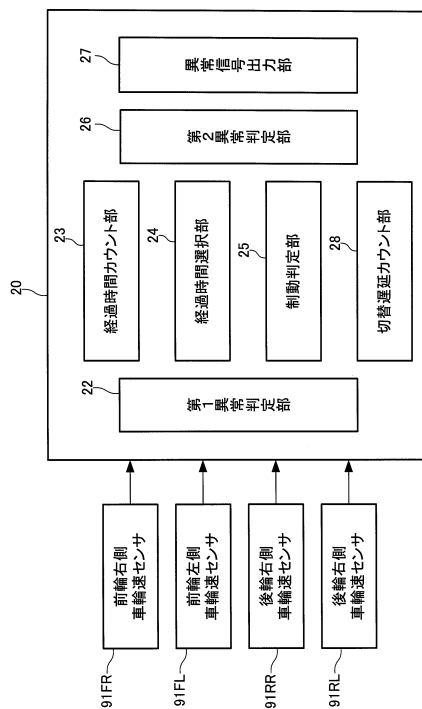 20
22
第1異常判定部
23
経過時間カウント部
24
経過時間選択部
25
制動判定部
28
切替遅延カウント部
26
第2異常判定部
27
異常信号出力部
前輪右側
車輪速センサ
91FR
前輪左側
車輪速センサ
91FL
後輪右側
車輪速センサ
91RR
後輪右側
車輪速センサ
91RL